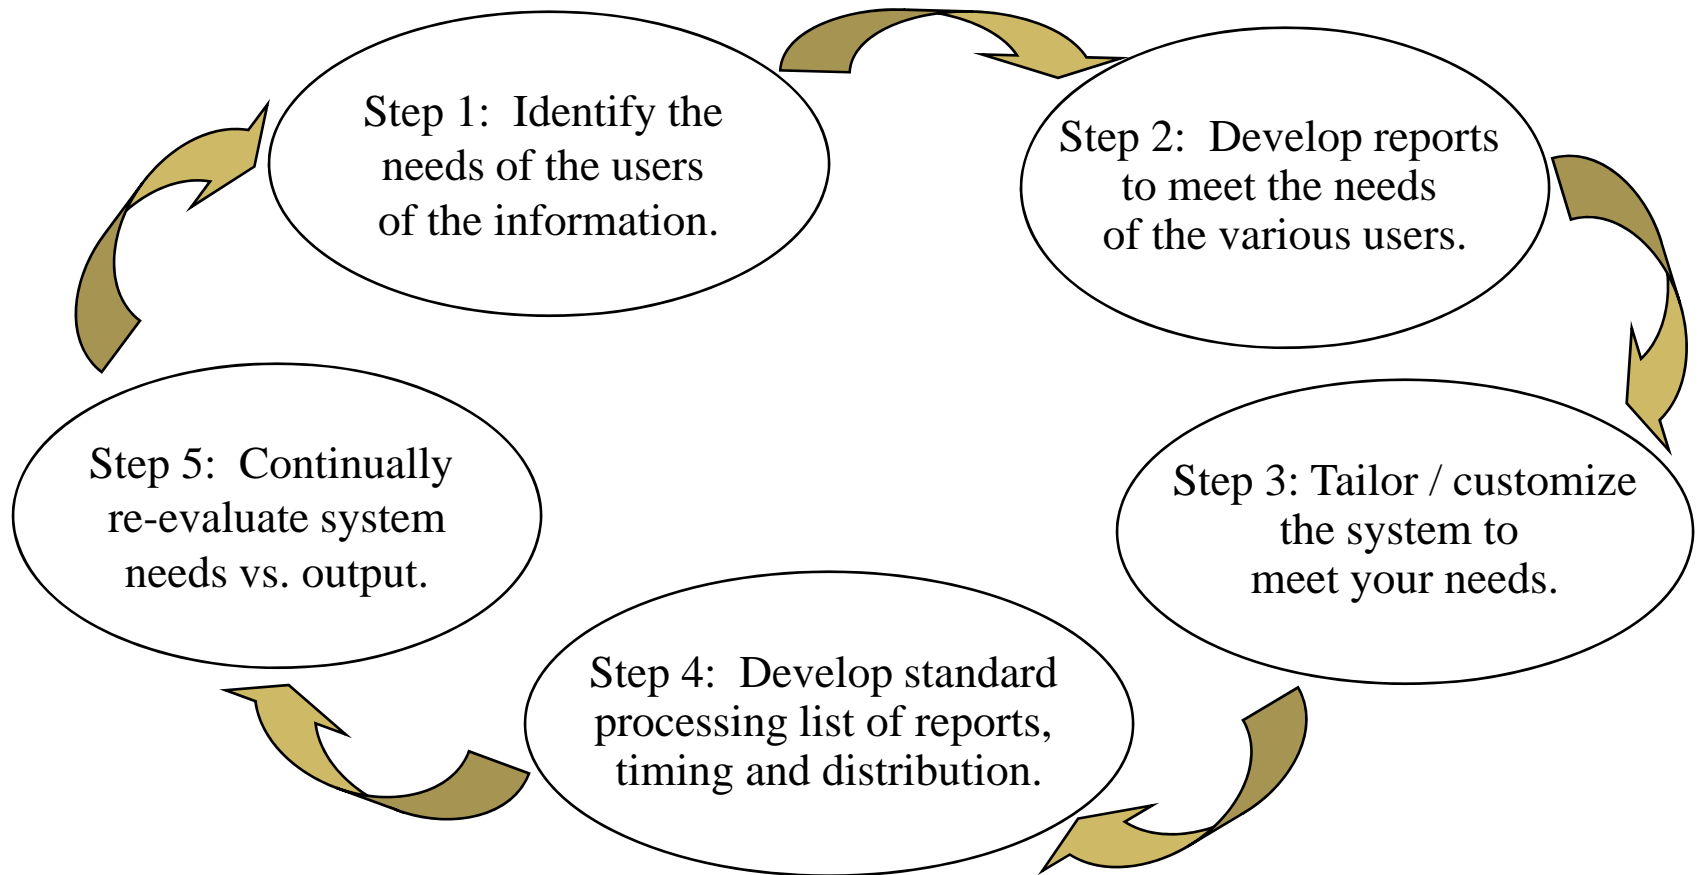 Step 1:  Identify the
needs of the users
of the information.
Step 2:  Develop reports
to meet the needs
of the various users.
Step 3: Tailor / customize
the system to
meet your needs.
Step 4:  Develop standard
processing list of reports,
timing and distribution.
Step 5:  Continually
re-evaluate system
needs vs. output.